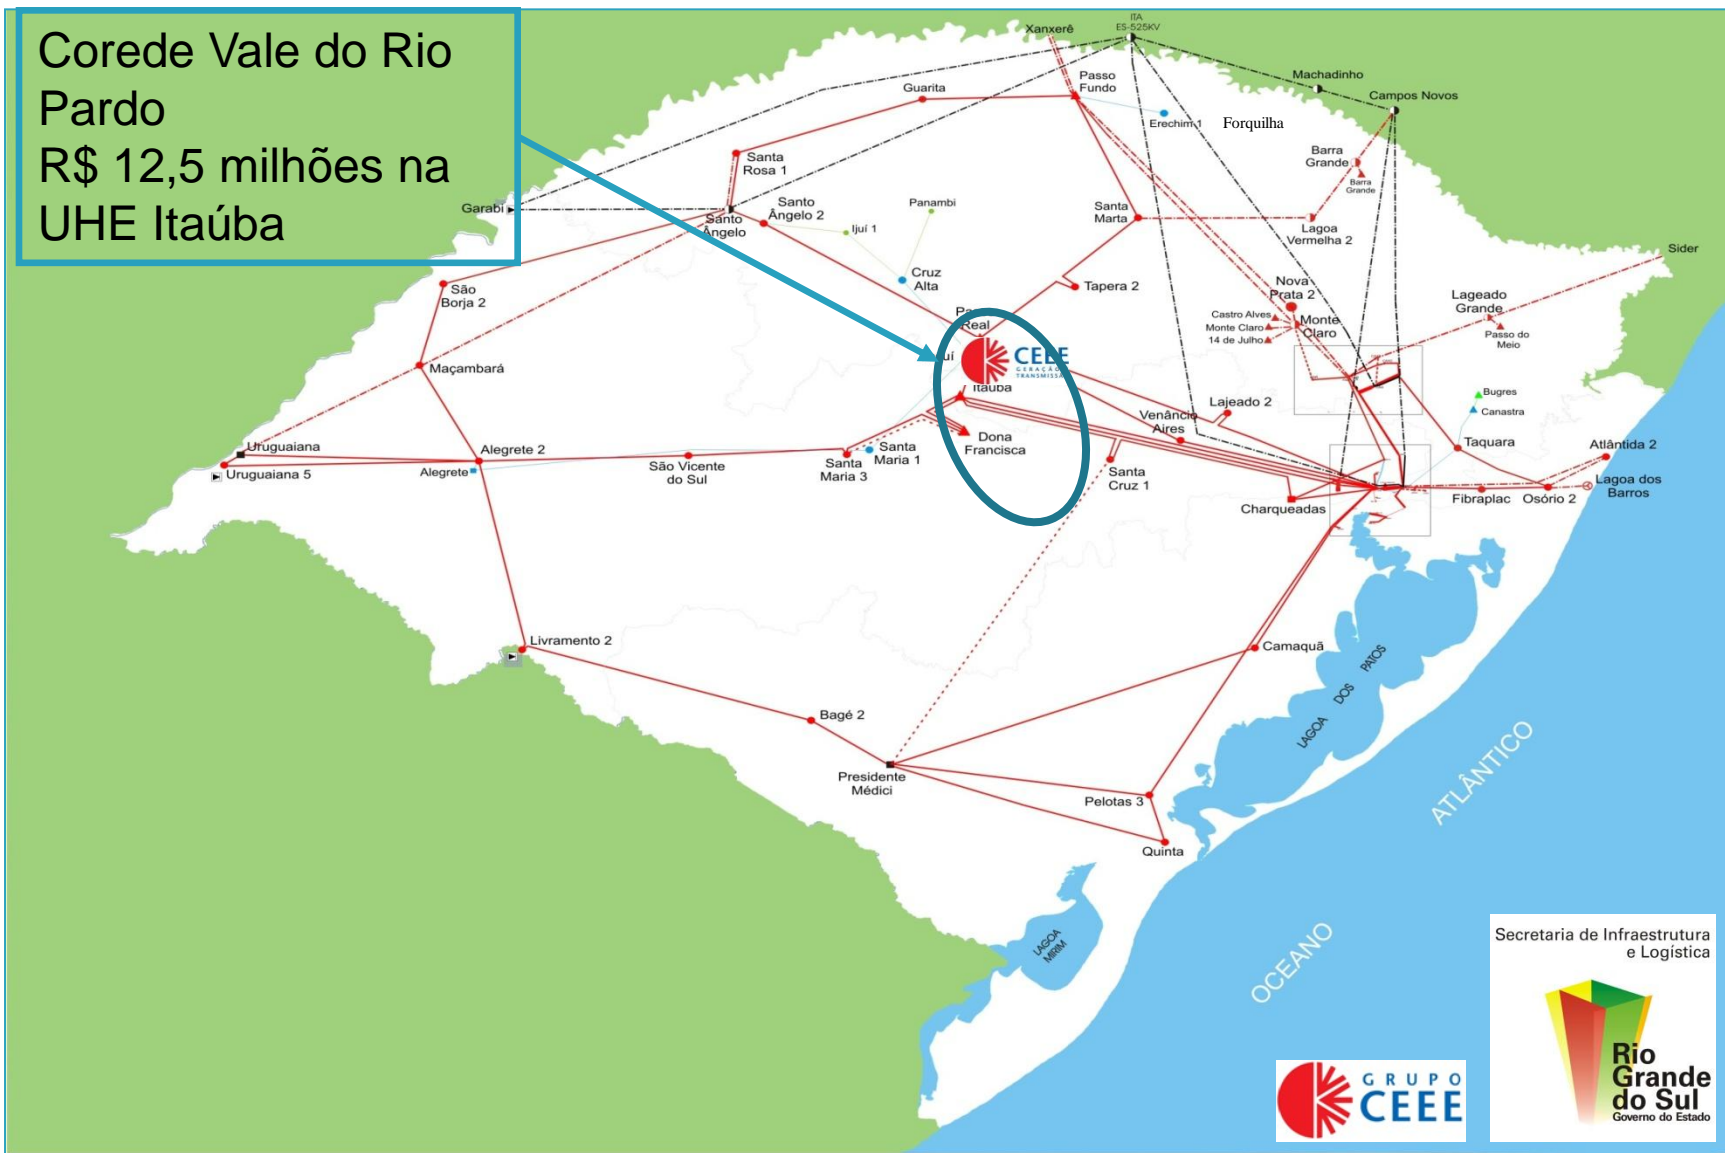 Corede Vale do Rio
Pardo
R$ 12,5 milhões na
UHE Itaúba
ITA
ES-525KV
Xanxerê
Passo
Fundo
Machadinho
Campos Novos
Guarita
Erechim 1
Forquilha
Barra
Grande
Barra
Grande
Santa
Rosa 1
Garabi
Santo
Ângelo
Santo
Ângelo 2
Panambi
Ijuí 1
Santa
Marta
Lagoa
Vermelha 2
Sider
Cruz
Alta
São
Borja 2
Tapera 2
Nova
Prata 2
Castro Alves
Monte Claro
14 de Julho
Monte
Claro
Lageado
Grande
Passo do
Meio
Real
CEEE
GERAÇÃO
Itaúba
Maçambará
Bugres
Canastra
Lajeado 2
Venâncio
Aires
Dona
Francisca
Taquara
Atlântida 2
Uruguaiana
Uruguaiana 5
Alegrete 2
Alegrete
São Vicente
do Sul
Santa
Maria 3
Santa
Maria 1
Santa
Cruz 1
Charqueadas
Fibraplac
Osório 2
Lagoa dos
Barros
Livramento 2
Camaquã
Bagé 2
Presidente
Médici
Pelotas 3
Quinta
LAGOA DOS PATOS
LAGOA
MIRIM
OCEANO ATLÂNTICO
GRUPO
CEEE
Secretaria de Infraestrutura
e Logística
Rio
Grande
do Sul
Governo do Estado